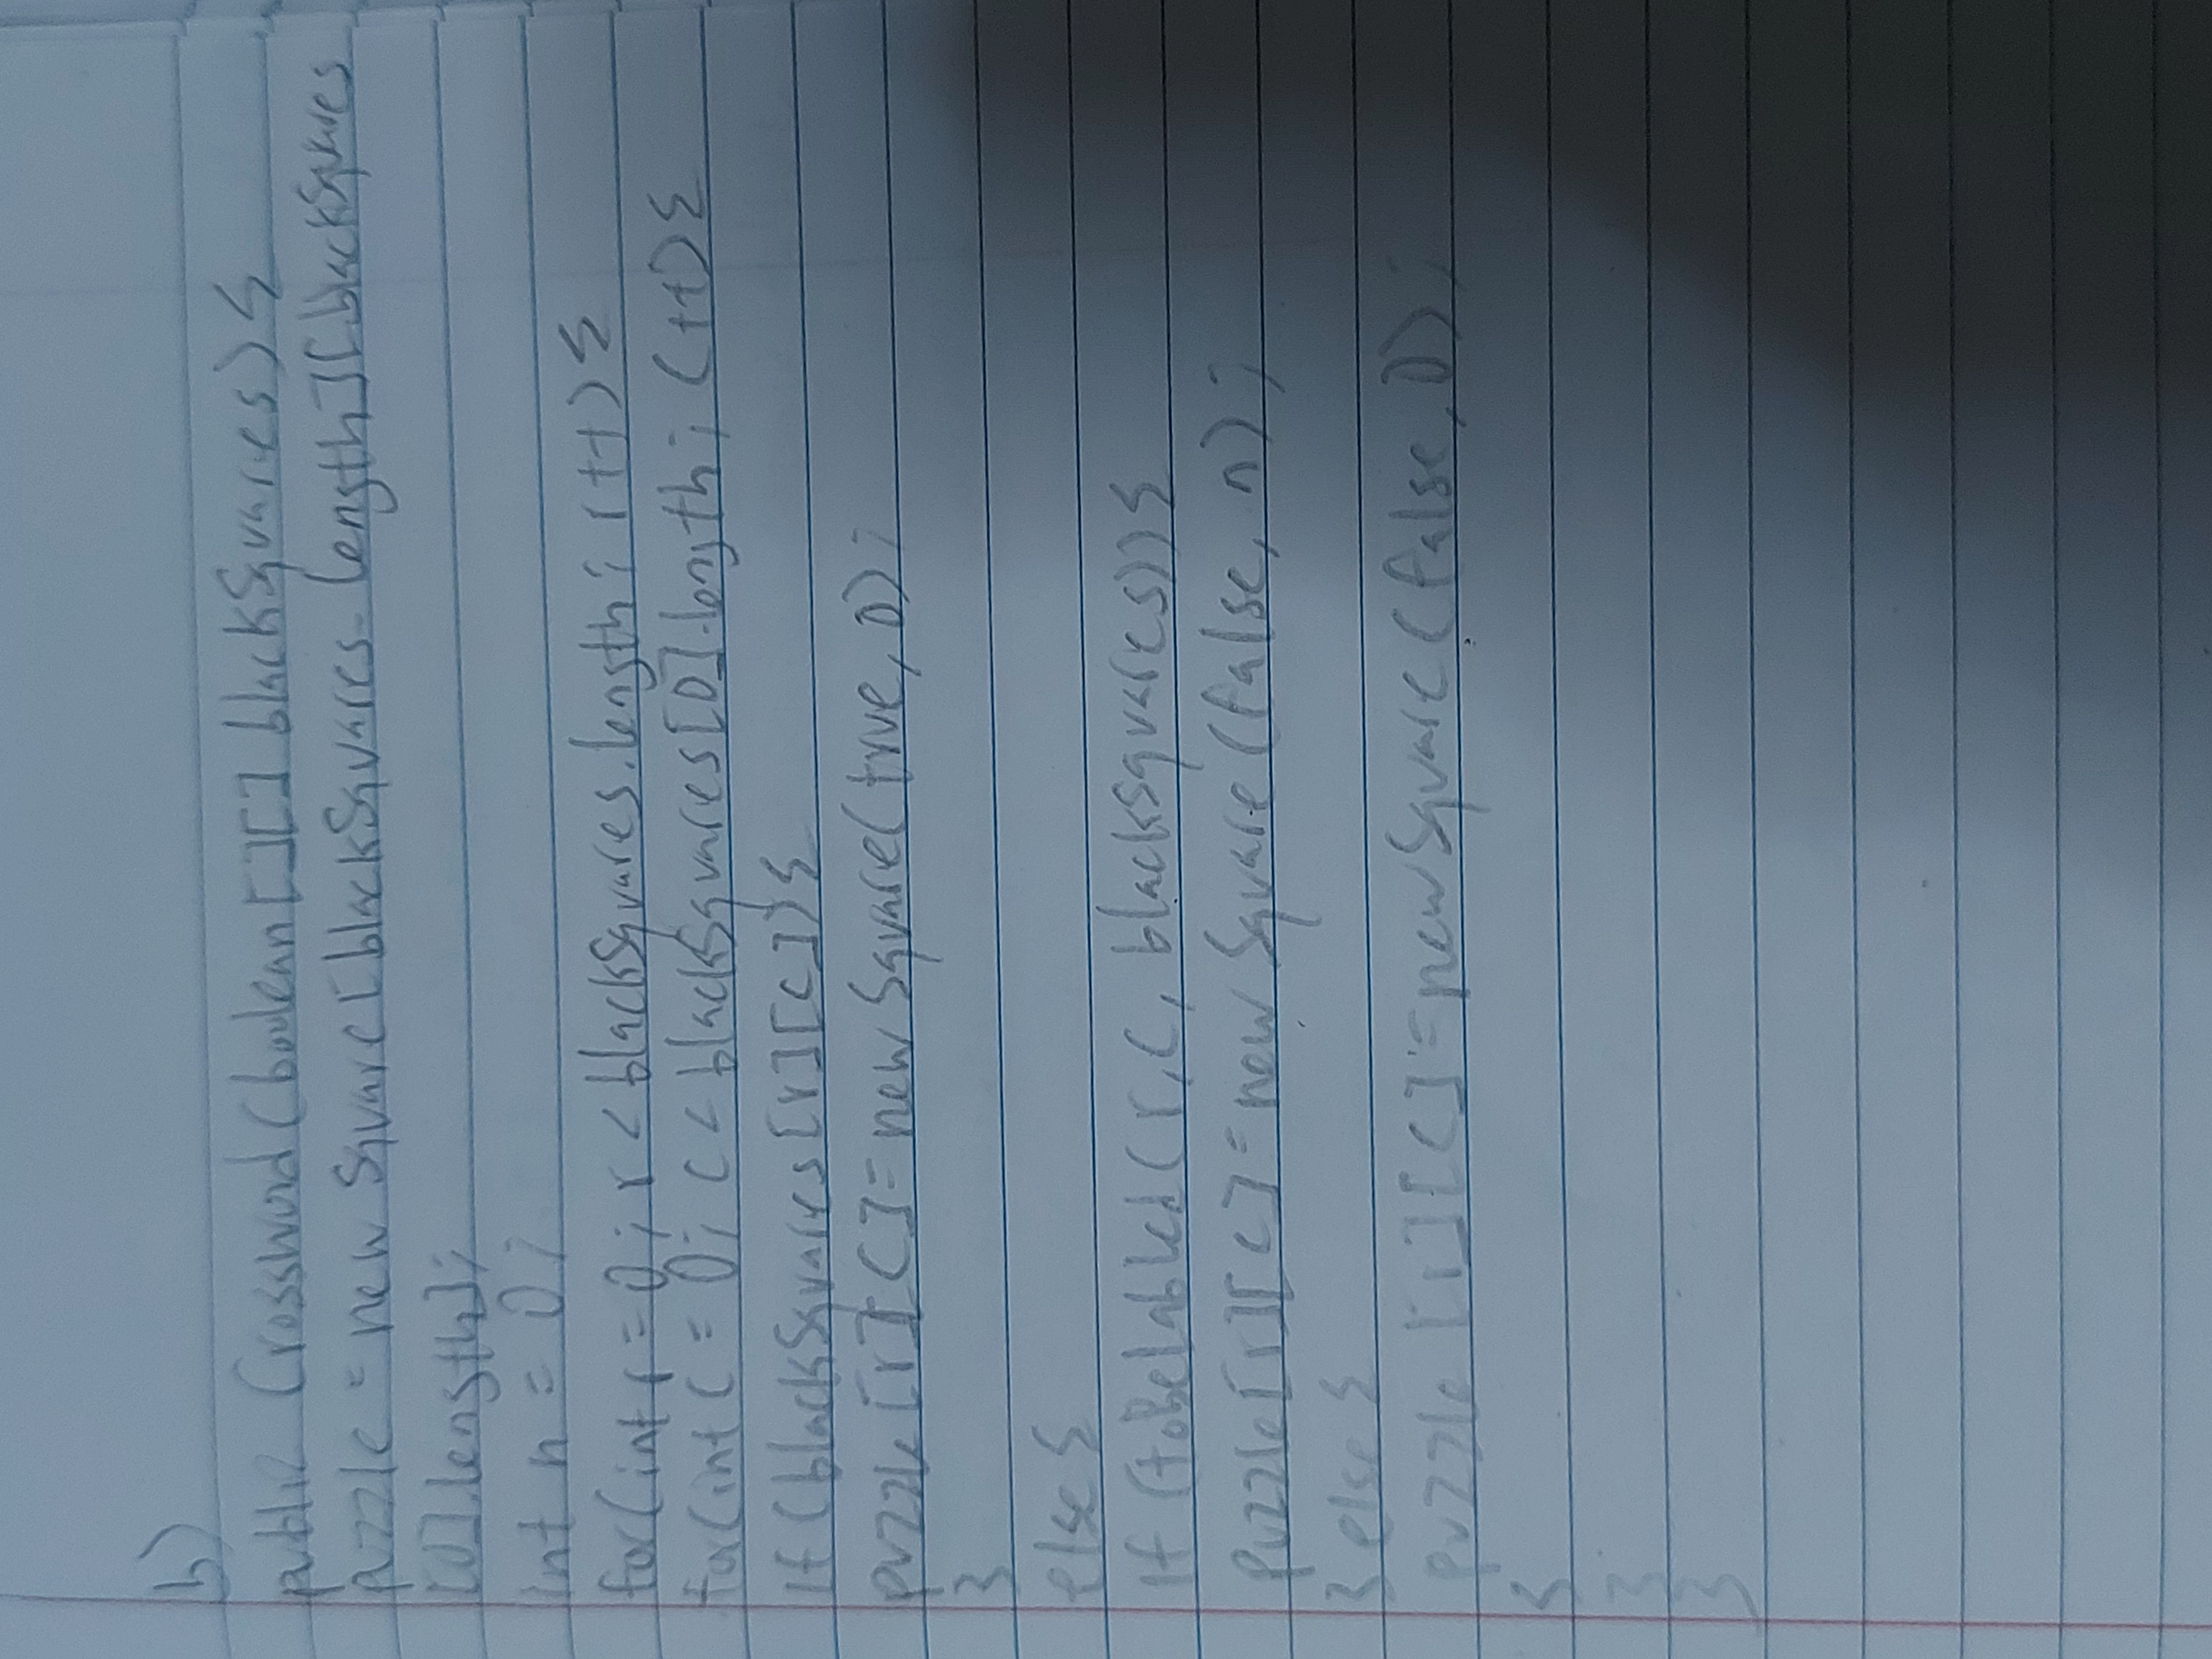 b)
public Crossword (boolean[][] blackSquares) {
puzzle = new Square[blackSquares.length][blackSquares
[0].length];
int n = 0;
for(int r = 0; r < blackSquares.length; r++) {
for(int c = 0; c < blackSquares[0].length; c++) {
if (blackSquares[r][c]) {
puzzle[r][c] = new Square(true, 0);
}
else {
if (toBeLabled(r, c, blackSquares)) {
puzzle[r][c] = new Square(false, n);
} else {
puzzle [r][c] = new Square(false, 0);
{
}
}